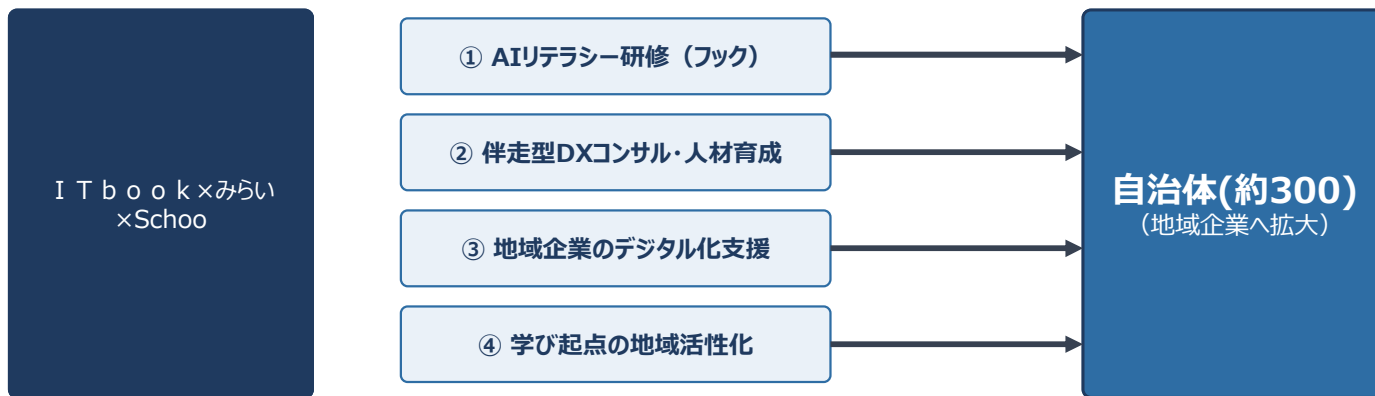 ＩＴｂｏｏｋ×みらい
×Schoo
① AIリテラシー研修（フック）
② 伴走型DXコンサル・人材育成
③ 地域企業のデジタル化支援
④ 学び起点の地域活性化
自治体(約300)
（地域企業へ拡大）